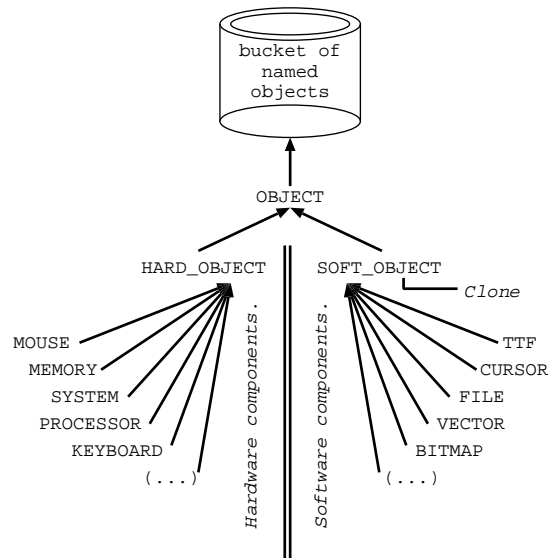 bucket of
named
objects
OBJECT
HARD_OBJECT
SOFT_OBJECT
Clone
MOUSE
MEMORY
SYSTEM
PROCESSOR
KEYBOARD
(...)
Hardware components.
Software components.
TTF
CURSOR
FILE
VECTOR
BITMAP
(...)